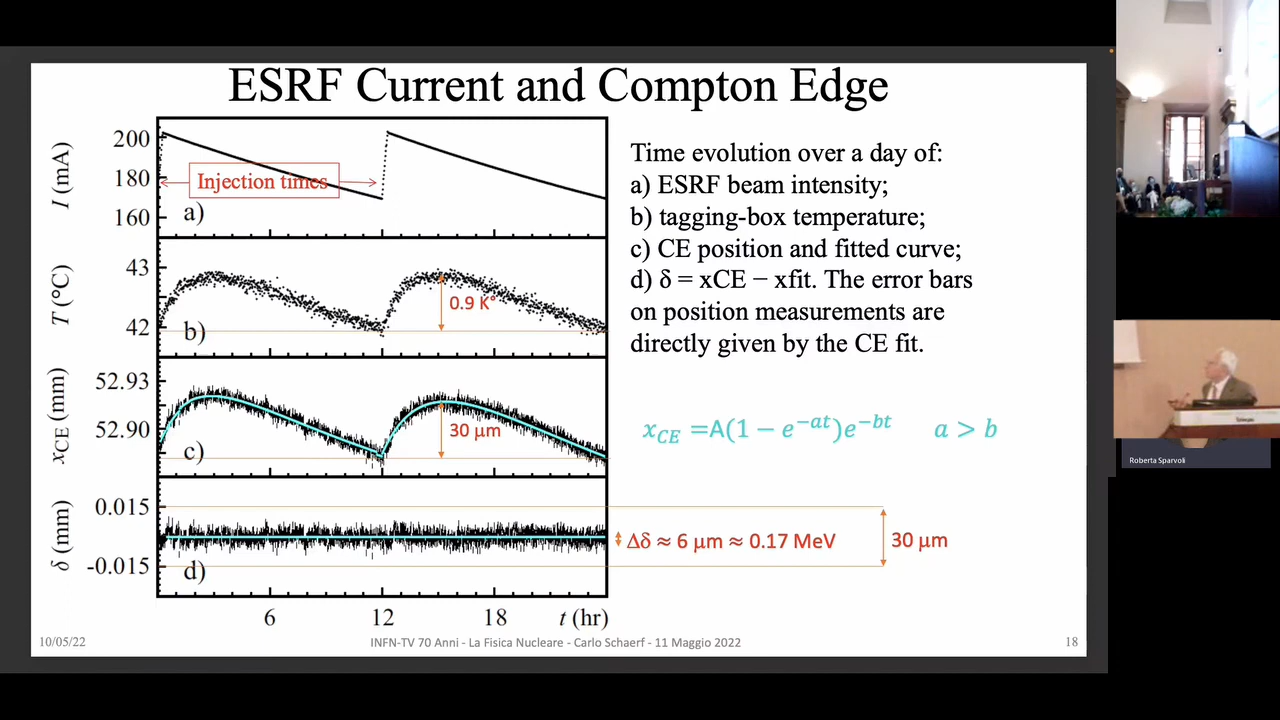 ESRF Current and Compton Edge
I (mA)
200
180
160
Injection times
a)
T (°C)
43
42
0.9 K°
b)
xCE (mm)
52.93
52.90
30 μm
c)
δ (mm)
0.015
-0.015
d)
6
12
18
t (hr)
Time evolution over a day of:
a) ESRF beam intensity;
b) tagging-box temperature;
c) CE position and fitted curve;
d) δ = xCE − xfit. The error bars
on position measurements are
directly given by the CE fit.
xCE =A(1 − e^−at)e^−bt a > b
Δδ ≈ 6 μm ≈ 0.17 MeV
30 μm
10/05/22
INFN-TV 70 Anni - La Fisica Nucleare - Carlo Schaerf - 11 Maggio 2022
18
Roberta Sparvoli